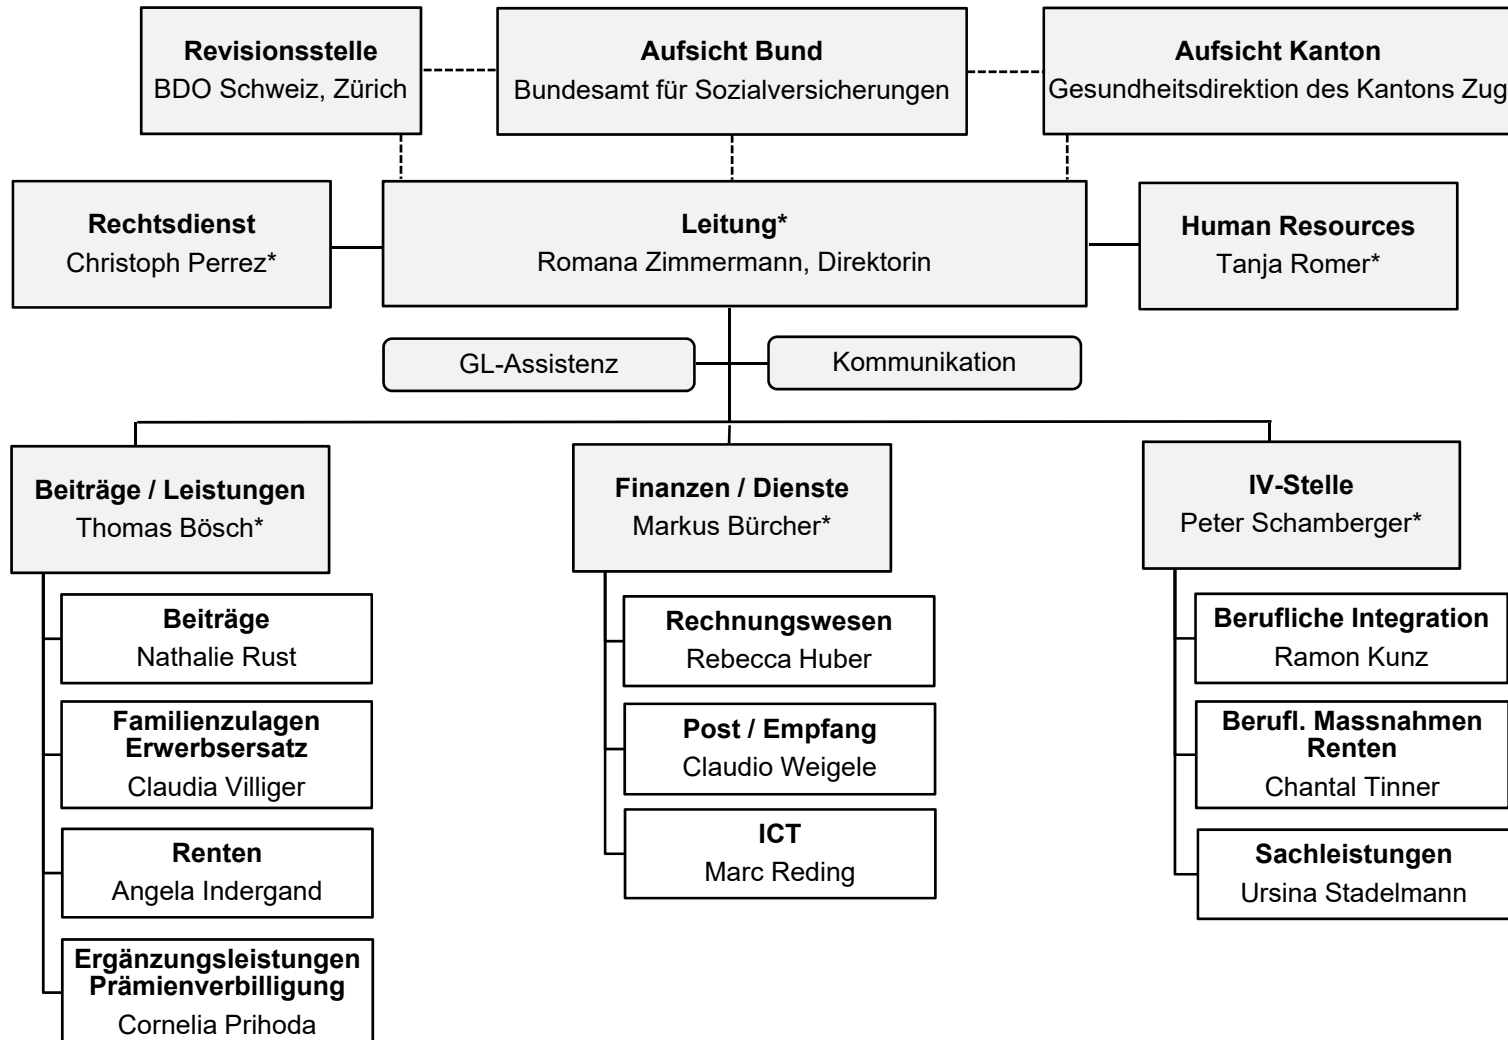 Revisionsstelle
BDO Schweiz, Zürich
Aufsicht Bund
Bundesamt für Sozialversicherungen
Aufsicht Kanton
Gesundheitsdirektion des Kantons Zug
Rechtsdienst
Christoph Perrez*
Leitung*
Romana Zimmermann, Direktorin
Human Resources
Tanja Romer*
GL-Assistenz
Kommunikation
Beiträge / Leistungen
Thomas Bösch*
Finanzen / Dienste
Markus Bürcher*
IV-Stelle
Peter Schamberger*
Beiträge
Nathalie Rust
Familienzulagen
Erwerbsersatz
Claudia Villiger
Renten
Angela Indergand
Ergänzungsleistungen
Prämienverbilligung
Cornelia Prihoda
Rechnungswesen
Rebecca Huber
Post / Empfang
Claudio Weigele
ICT
Marc Reding
Berufliche Integration
Ramon Kunz
Berufl. Massnahmen
Renten
Chantal Tinner
Sachleistungen
Ursina Stadelmann